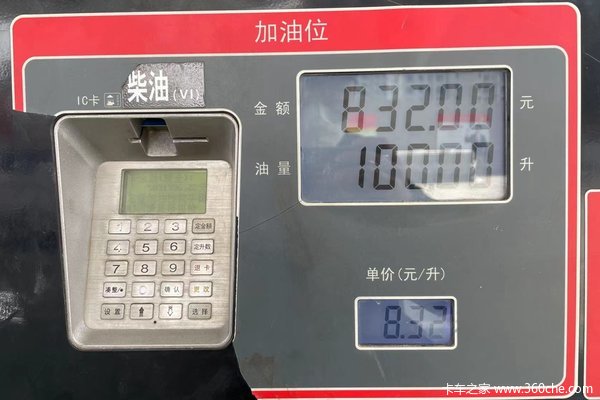 加油位
IC卡 柴油(VI)
金额 832.00 元
油量 100.00 升
单价(元/升)
8.32
1 2 3 定金额
4 5 6 定升数
7 8 9 退卡
凑整/• 0 确认 更改
设置 选择
卡车之家 www.360che.com